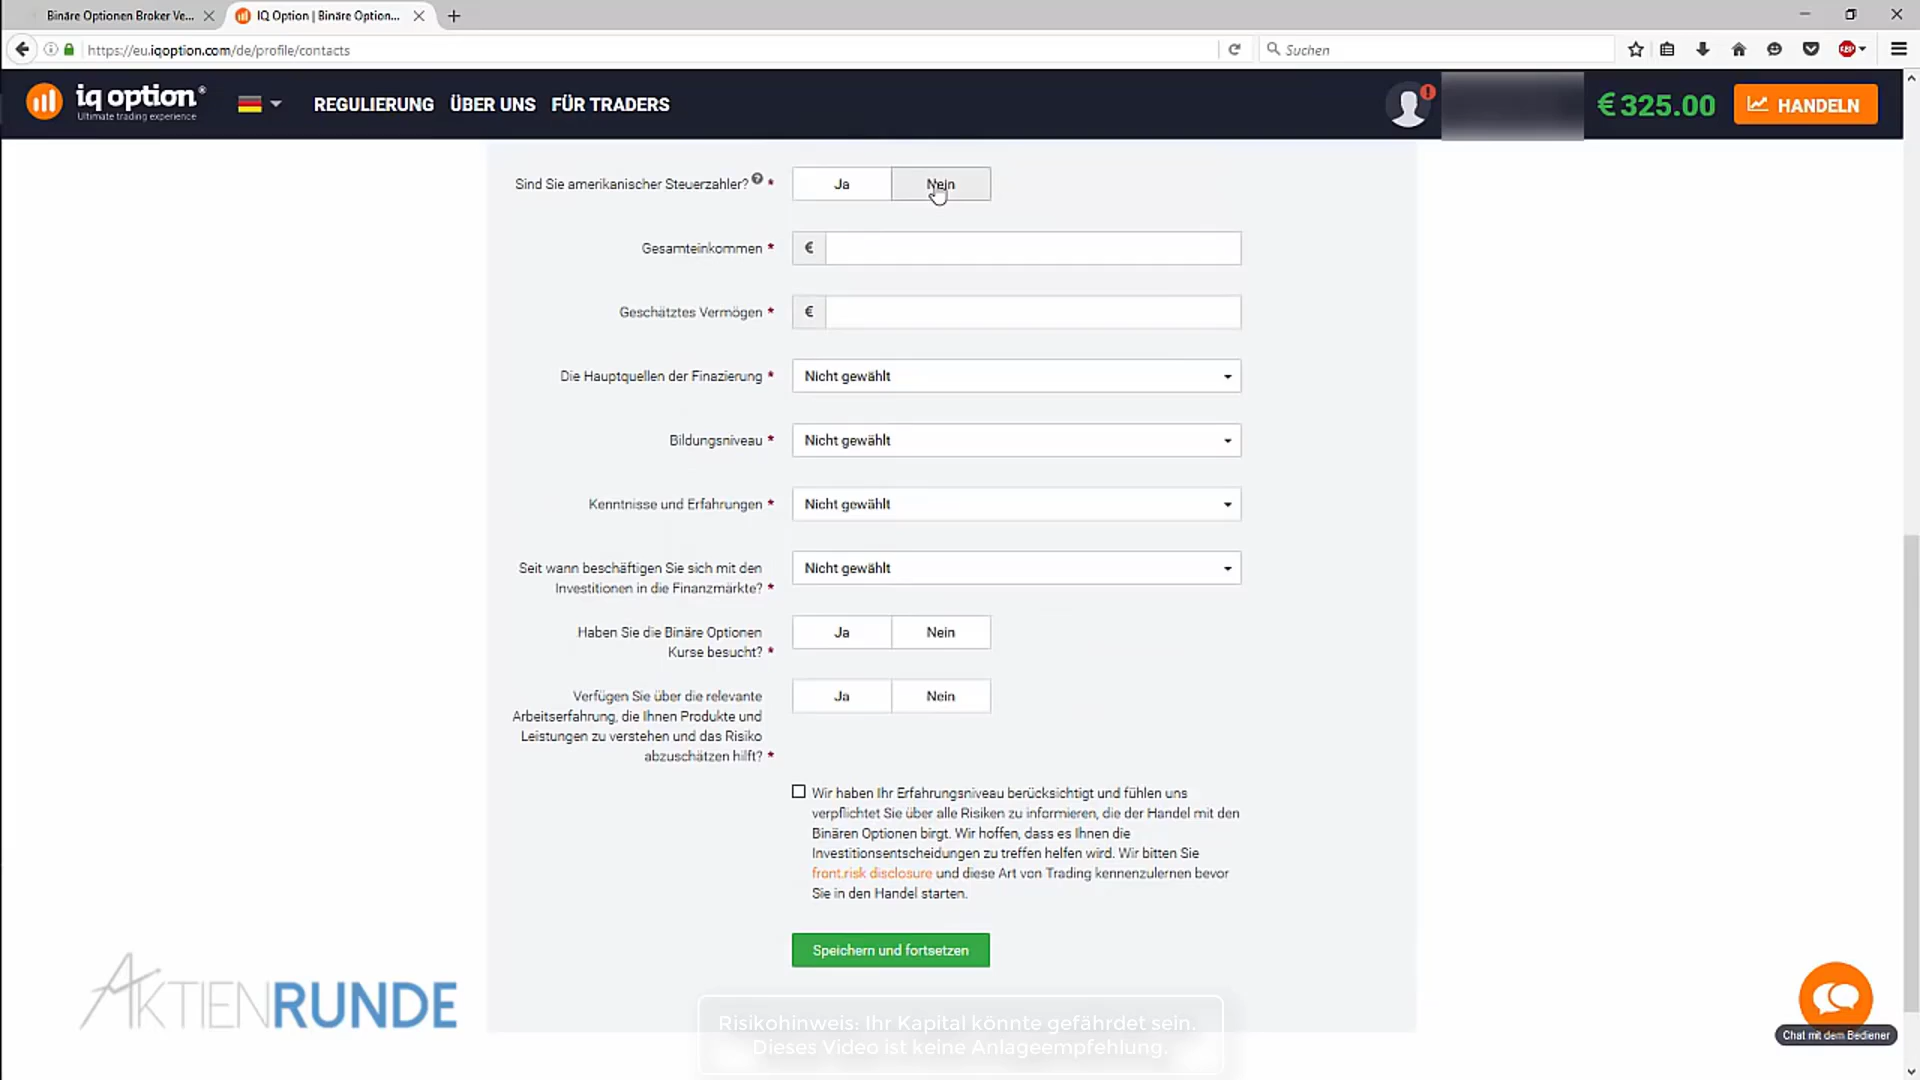 Binäre Optionen Broker Ve...
IQ Option | Binäre Option...
https://eu.iqoption.com/de/profile/contacts
Suchen
ABP
iq option®
Ultimate trading experience
REGULIERUNG ÜBER UNS FÜR TRADERS
!
€325.00
HANDELN
Sind Sie amerikanischer Steuerzahler? ? *
Ja Nein
Gesamteinkommen *
€
Geschätztes Vermögen *
€
Die Hauptquellen der Finazierung *
Nicht gewählt
Bildungsniveau *
Nicht gewählt
Kenntnisse und Erfahrungen *
Nicht gewählt
Seit wann beschäftigen Sie sich mit den
Investitionen in die Finanzmärkte? *
Nicht gewählt
Haben Sie die Binäre Optionen
Kurse besucht? *
Ja Nein
Verfügen Sie über die relevante
Arbeitserfahrung, die Ihnen Produkte und
Leistungen zu verstehen und das Risiko
abzuschätzen hilft? *
Ja Nein
Wir haben Ihr Erfahrungsniveau berücksichtigt und fühlen uns
verpflichtet Sie über alle Risiken zu informieren, die der Handel mit den
Binären Optionen birgt. Wir hoffen, dass es Ihnen die
Investitionsentscheidungen zu treffen helfen wird. Wir bitten Sie
front.risk disclosure und diese Art von Trading kennenzulernen bevor
Sie in den Handel starten.
Speichern und fortsetzen
AKTIENRUNDE
Risikohinweis: Ihr Kapital könnte gefährdet sein.
Dieses Video ist keine Anlageempfehlung.
Chat mit dem Bediener